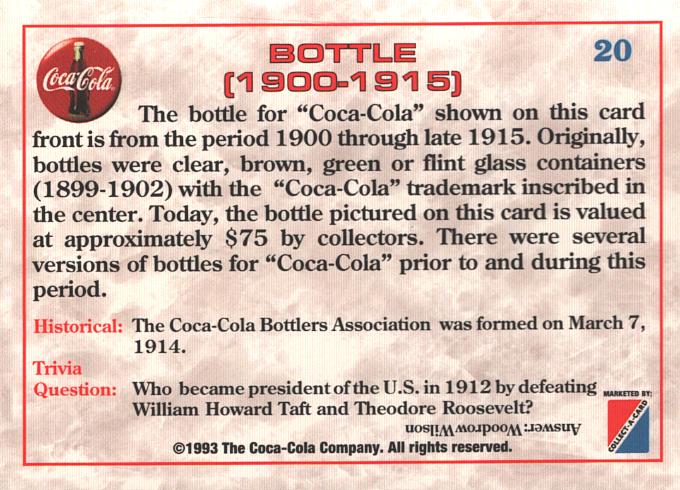 Coca-Cola
BOTTLE
(1900-1915)
20
The bottle for “Coca-Cola” shown on this card
front is from the period 1900 through late 1915. Originally,
bottles were clear, brown, green or flint glass containers
(1899-1902) with the “Coca-Cola” trademark inscribed in
the center. Today, the bottle pictured on this card is valued
at approximately $75 by collectors. There were several
versions of bottles for “Coca-Cola” prior to and during this
period.
Historical: The Coca-Cola Bottlers Association was formed on March 7,
1914.
Trivia
Question: Who became president of the U.S. in 1912 by defeating
William Howard Taft and Theodore Roosevelt?
Answer: Woodrow Wilson
MARKETED BY:
COLLECT-A-CARD
©1993 The Coca-Cola Company. All rights reserved.